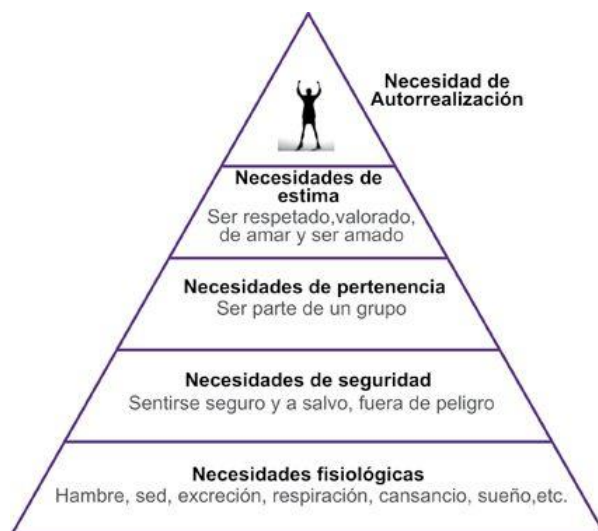 Necesidad de
Autorrealización
Necesidades de
estima
Ser respetado,valorado,
de amar y ser amado
Necesidades de pertenencia
Ser parte de un grupo
Necesidades de seguridad
Sentirse seguro y a salvo, fuera de peligro
Necesidades fisiológicas
Hambre, sed, excreción, respiración, cansancio, sueño,etc.